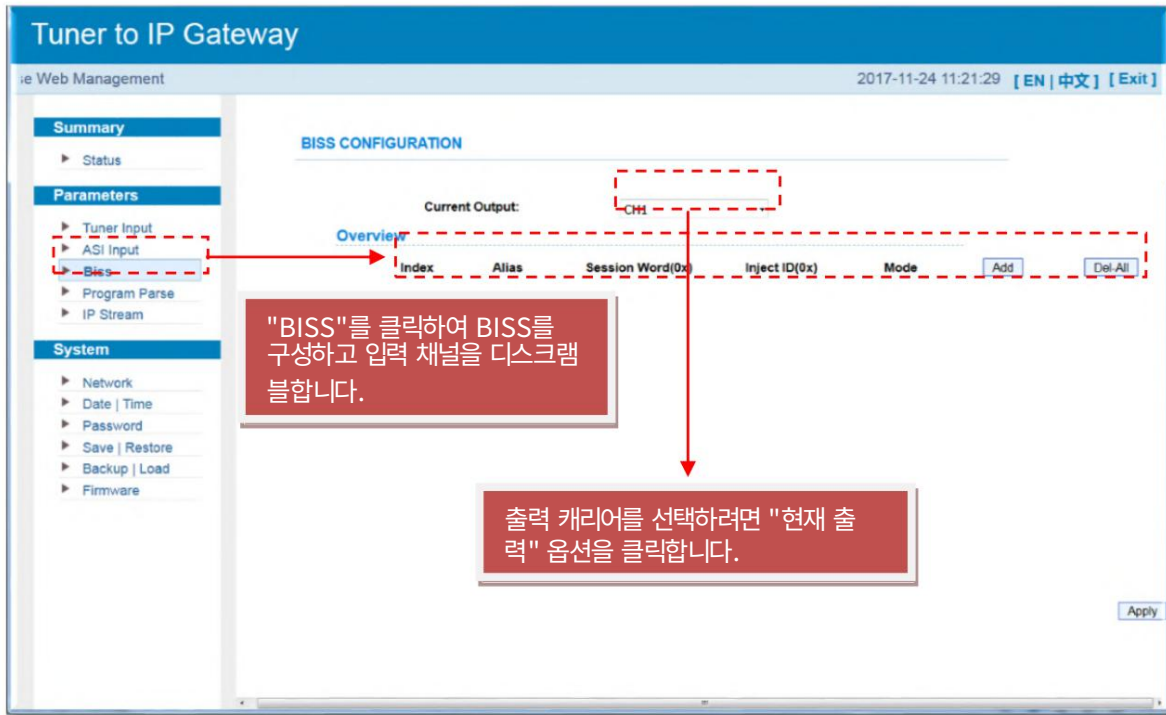 Tuner to IP Gateway
se Web Management
2017-11-24 11:21:29 [ EN | 中文 ] [ Exit ]
Summary
Status
Parameters
Tuner Input
ASI Input
Biss
Program Parse
IP Stream
System
Network
Date | Time
Password
Save | Restore
Backup | Load
Firmware
BISS CONFIGURATION
Current Output: CH1
Overview
Index Alias Session Word(0x) Inject ID(0x) Mode Add Del-All
"BISS"를 클릭하여 BISS를
구성하고 입력 채널을 디스크램
블합니다.
출력 캐리어를 선택하려면 "현재 출
력" 옵션을 클릭합니다.
Apply